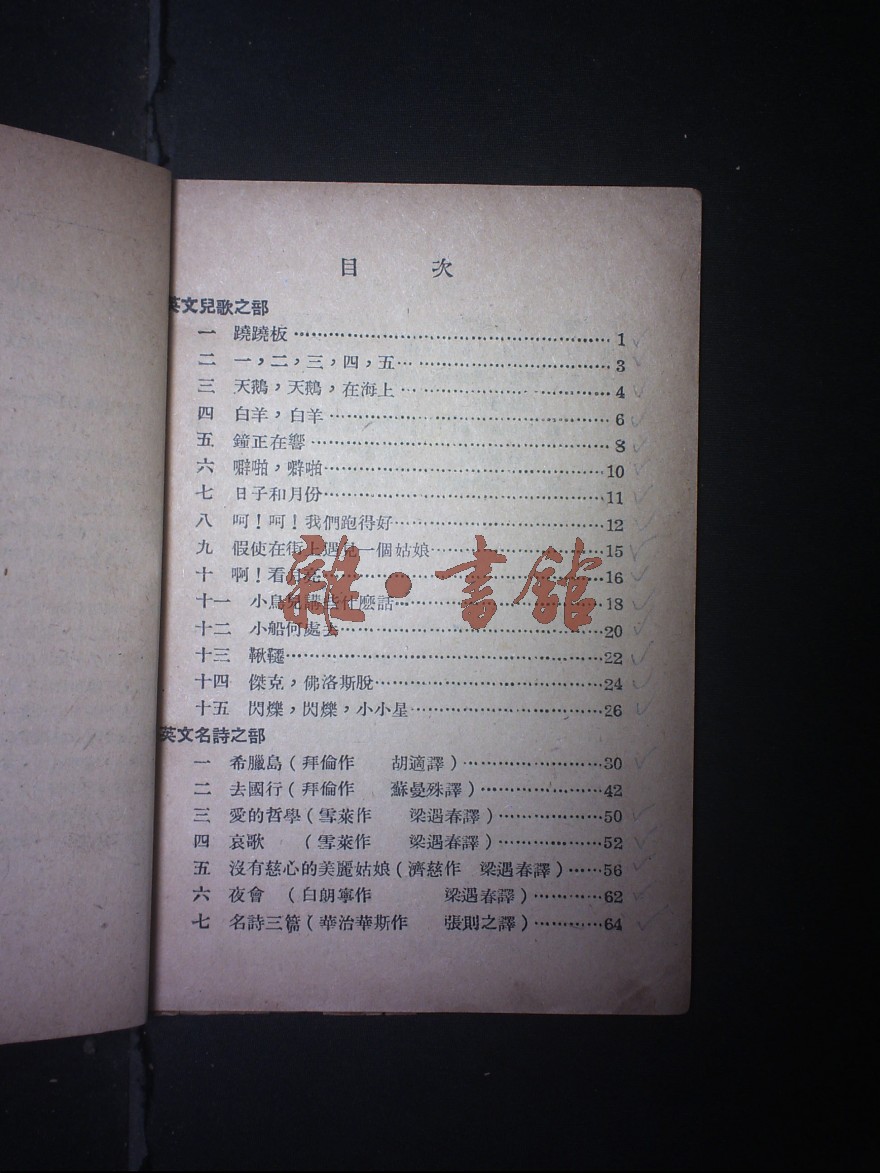 目 次
英文兒歌之部
一 蹺蹺板 1
二 一，二，三，四，五 3
三 天鵝，天鵝，在海上 4
四 白羊，白羊 6
五 鐘正在響 8
六 噼啪，噼啪 10
七 日子和月份 11
八 呵！呵！我們跑得好 12
九 假使在街上遇見一個姑娘 15
十 啊！看月亮 16
十一 小鳥兒講些什麼話 18
十二 小船何處去 20
十三 鞦韆 22
十四 傑克，佛洛斯脫 24
十五 閃爍，閃爍，小小星 26
英文名詩之部
一 希臘島（拜倫作 胡適譯） 30
二 去國行（拜倫作 蘇曼殊譯） 42
三 愛的哲學（雪萊作 梁遇春譯） 50
四 哀歌 （雪萊作 梁遇春譯） 52
五 沒有慈心的美麗姑娘（濟慈作 梁遇春譯） 56
六 夜會 （白朗寧作 梁遇春譯） 62
七 名詩三篇（華治華斯作 張則之譯） 64
雜·書館